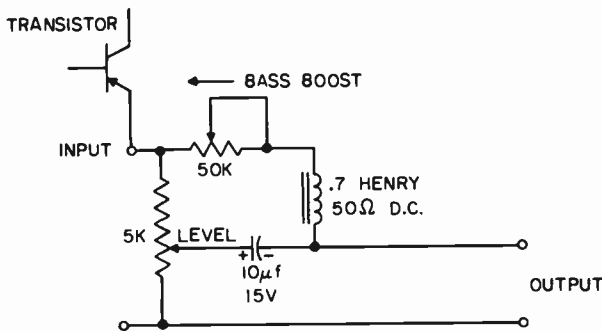 TRANSISTOR
BASS BOOST
INPUT
50K
.7 HENRY
50Ω D.C.
5K
LEVEL
+ -
10μf
15V
OUTPUT